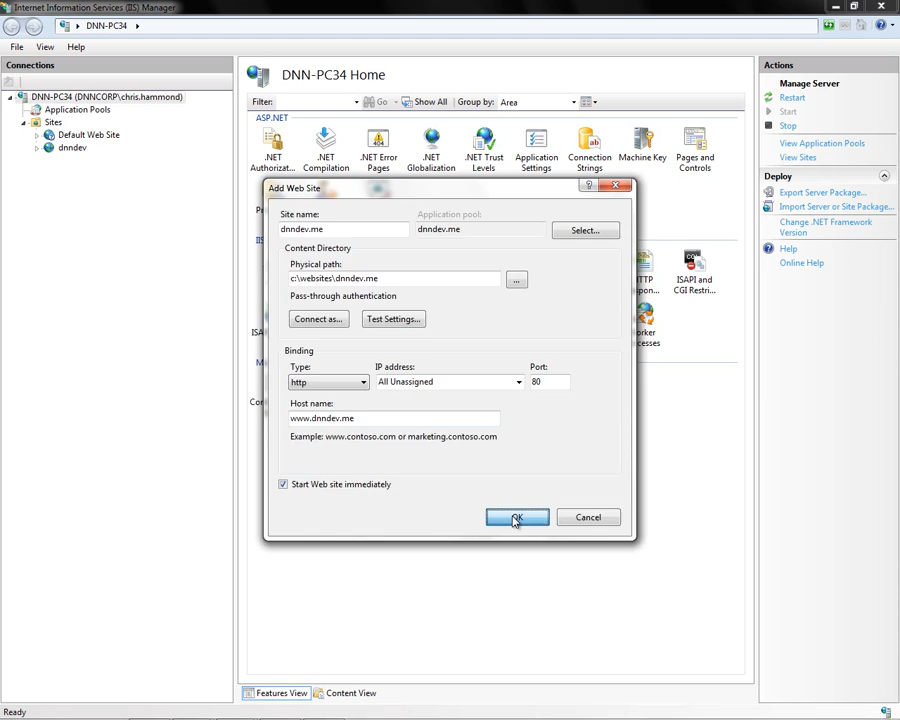 Internet Information Services (IIS) Manager
DNN-PC34
File View Help
Connections
DNN-PC34 (DNNCORP\chris.hammond)
Application Pools
Sites
Default Web Site
dnndev
DNN-PC34 Home
Filter: Go Show All Group by: Area
ASP.NET
.NET Authorizat...
.NET Compilation
.NET Error Pages
.NET Globalization
.NET Trust Levels
Application Settings
Connection Strings
Machine Key
Pages and Controls
Add Web Site
Site name:
dnndev.me
Application pool:
dnndev.me
Select...
Content Directory
Physical path:
c:\websites\dnndev.me
...
Pass-through authentication
Connect as...
Test Settings...
Binding
Type:
http
IP address:
All Unassigned
Port:
80
Host name:
www.dnndev.me
Example: www.contoso.com or marketing.contoso.com
Start Web site immediately
OK
Cancel
HTTP
ISAPI and CGI Restri...
Features View
Content View
Actions
Manage Server
Restart
Start
Stop
View Application Pools
View Sites
Deploy
Export Server Package...
Import Server or Site Package...
Change .NET Framework
Version
Help
Online Help
Ready